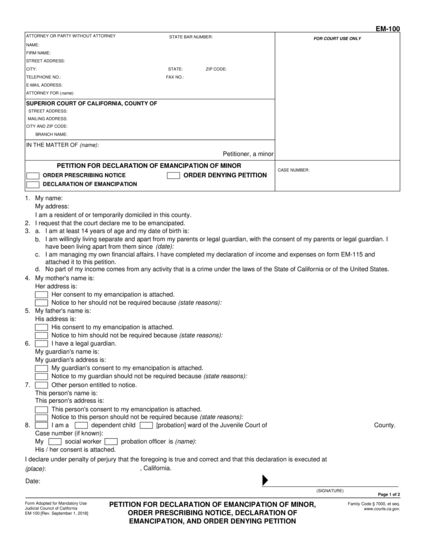 EM-100
ATTORNEY OR PARTY WITHOUT ATTORNEY STATE BAR NUMBER:
FOR COURT USE ONLY
NAME:
FIRM NAME:
STREET ADDRESS:
CITY: STATE: ZIP CODE:
TELEPHONE NO.: FAX NO.:
E-MAIL ADDRESS:
ATTORNEY FOR (name):
SUPERIOR COURT OF CALIFORNIA, COUNTY OF
STREET ADDRESS:
MAILING ADDRESS:
CITY AND ZIP CODE:
BRANCH NAME:
IN THE MATTER OF (name):
Petitioner, a minor
PETITION FOR DECLARATION OF EMANCIPATION OF MINOR
ORDER PRESCRIBING NOTICE ORDER DENYING PETITION
DECLARATION OF EMANCIPATION
CASE NUMBER:
1. My name:
My address:
I am a resident of or temporarily domiciled in this county.
2. I request that the court declare me to be emancipated.
3. a. I am at least 14 years of age and my date of birth is:
b. I am willingly living separate and apart from my parents or legal guardian, with the consent of my parents or legal guardian. I
have been living apart from them since (date):
c. I am managing my own financial affairs. I have completed my declaration of income and expenses on form EM-115 and
attached it to this petition.
d. No part of my income comes from any activity that is a crime under the laws of the State of California or of the United States.
4. My mother's name is:
Her address is:
Her consent to my emancipation is attached.
Notice to her should not be required because (state reasons):
5. My father's name is:
His address is:
His consent to my emancipation is attached.
Notice to him should not be required because (state reasons):
6. I have a legal guardian.
My guardian's name is:
My guardian's address is:
My guardian's consent to my emancipation is attached.
Notice to my guardian should not be required because (state reasons):
7. Other person entitled to notice.
This person's name is:
This person's address is:
This person's consent to my emancipation is attached.
Notice to this person should not be required because (state reasons):
8. I am a dependent child [probation] ward of the Juvenile Court of County.
Case number (if known):
My social worker probation officer is (name):
His / her consent is attached.
I declare under penalty of perjury that the foregoing is true and correct and that this declaration is executed at
(place): , California.
Date:
(SIGNATURE)
Page 1 of 2
Form Adopted for Mandatory Use
Judicial Council of California
EM-100 [Rev. September 1, 2018]
PETITION FOR DECLARATION OF EMANCIPATION OF MINOR,
ORDER PRESCRIBING NOTICE, DECLARATION OF
EMANCIPATION, AND ORDER DENYING PETITION
Family Code § 7000, et seq.
www.courts.ca.gov